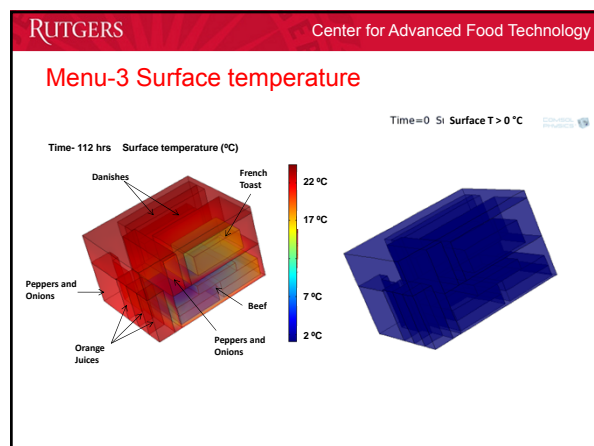 RUTGERS
Center for Advanced Food Technology
Menu-3 Surface temperature
Time=0 Surface T > 0 °C
COMSOL
Time- 112 hrs Surface temperature (ºC)
Danishes
French
Toast
22 ºC
17 ºC
7 ºC
2 ºC
Peppers and
Onions
Beef
Orange
Juices
Peppers and
Onions